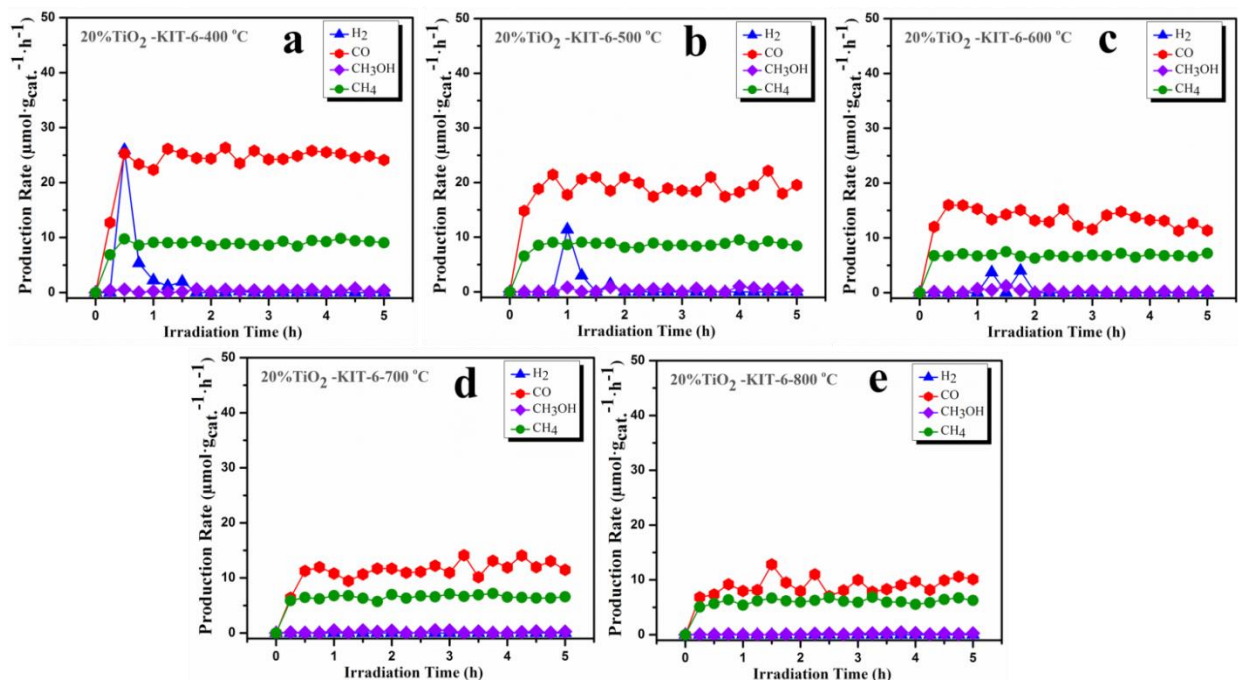 20%TiO₂ -KIT-6-400 °C
a
H₂
CO
CH₃OH
CH₄
Production Rate (μmol·g_cat.⁻¹·h⁻¹)
50
40
30
20
10
0
0 1 2 3 4 5
Irradiation Time (h)
20%TiO₂ -KIT-6-500 °C
b
H₂
CO
CH₃OH
CH₄
Production Rate (μmol·g_cat.⁻¹·h⁻¹)
50
40
30
20
10
0
0 1 2 3 4 5
Irradiation Time (h)
20%TiO₂ -KIT-6-600 °C
c
H₂
CO
CH₃OH
CH₄
Production Rate (μmol·g_cat.⁻¹·h⁻¹)
50
40
30
20
10
0
0 1 2 3 4 5
Irradiation Time (h)
20%TiO₂ -KIT-6-700 °C
d
H₂
CO
CH₃OH
CH₄
Production Rate (μmol·g_cat.⁻¹·h⁻¹)
50
40
30
20
10
0
0 1 2 3 4 5
Irradiation Time (h)
20%TiO₂ -KIT-6-800 °C
e
H₂
CO
CH₃OH
CH₄
Production Rate (μmol·g_cat.⁻¹·h⁻¹)
50
40
30
20
10
0
0 1 2 3 4 5
Irradiation Time (h)